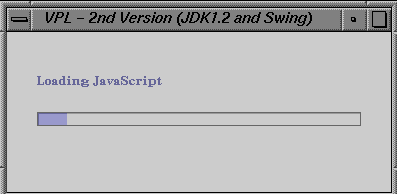 VPL – 2nd Version (JDK1.2 and Swing)
Loading JavaScript